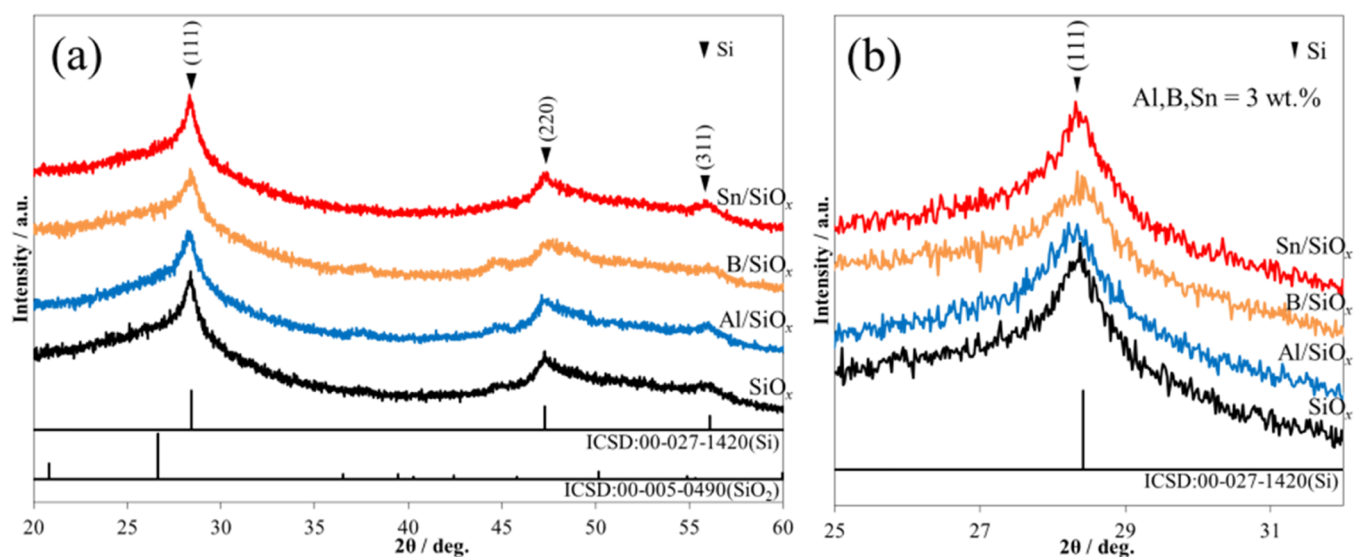 (a)
(111)
▼ Si
(220)
(311)
Sn/SiOₓ
B/SiOₓ
Al/SiOₓ
SiOₓ
ICSD:00-027-1420(Si)
ICSD:00-005-0490(SiO₂)
Intensity / a.u.
20 25 30 35 40 45 50 55 60
2θ / deg.
(b)
(111)
▼ Si
Al,B,Sn = 3 wt.%
Sn/SiOₓ
B/SiOₓ
Al/SiOₓ
SiOₓ
ICSD:00-027-1420(Si)
Intensity / a.u.
25 27 29 31
2θ / deg.